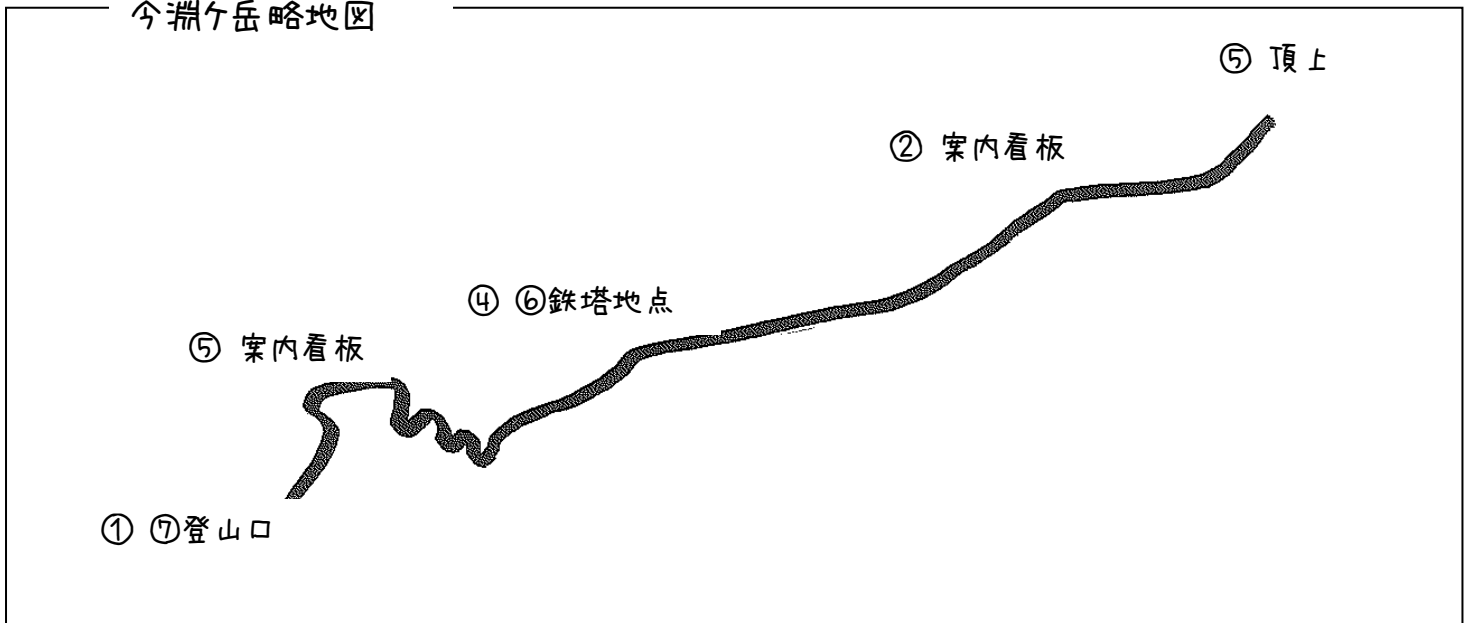 今淵ケ岳略地図
⑤ 頂上
② 案内看板
④ ⑥鉄塔地点
⑤ 案内看板
① ⑦登山口